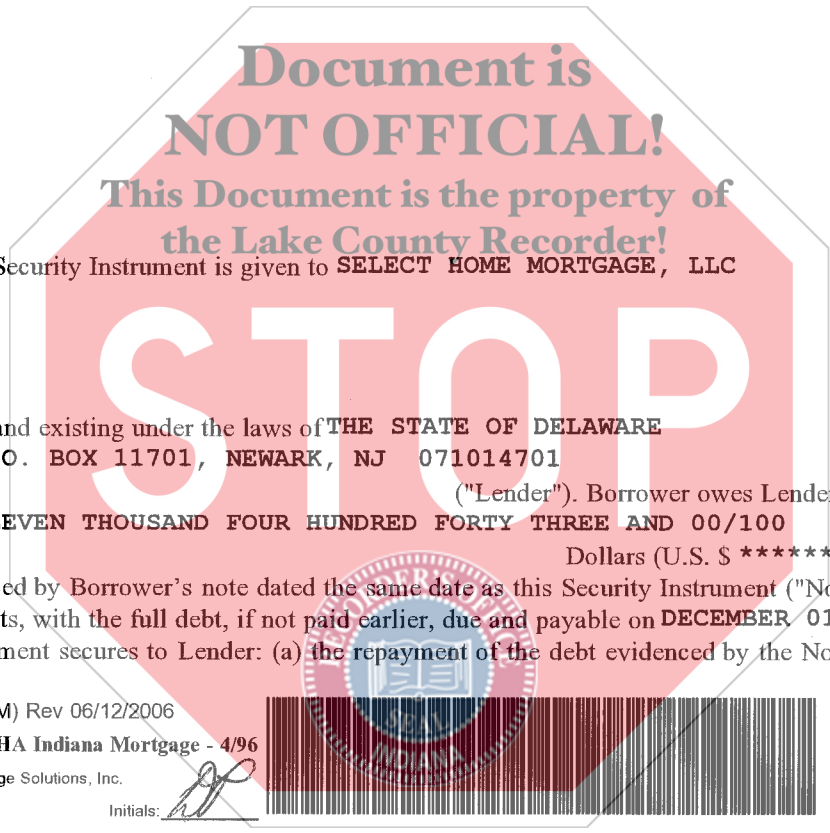 Document is
NOT OFFICIAL!
This Document is the property of
the Lake County Recorder!
Security Instrument is given to SELECT HOME MORTGAGE, LLC
STOP
and existing under the laws of THE STATE OF DELAWARE
O. BOX 11701, NEWARK, NJ 071014701
("Lender"). Borrower owes Lender
EVEN THOUSAND FOUR HUNDRED FORTY THREE AND 00/100
Dollars (U.S. $ ******
ed by Borrower's note dated the same date as this Security Instrument ("No
ts, with the full debt, if not paid earlier, due and payable on DECEMBER 01
ment secures to Lender: (a) the repayment of the debt evidenced by the No
RECORDER'S OFFICE
SEAL
INDIANA
M) Rev 06/12/2006
HA Indiana Mortgage - 4/96
ge Solutions, Inc.
Initials: